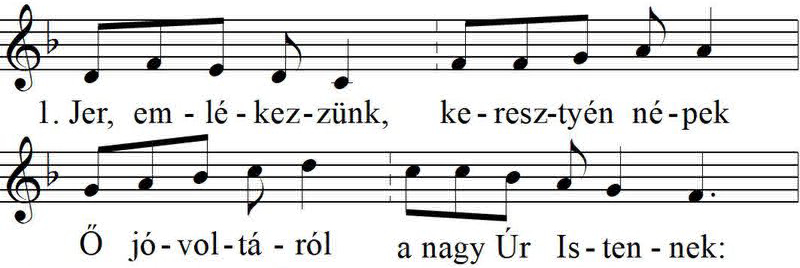 1. Jer, em - lé - kez - zünk, ke - resz - tyén né - pek
Ő jó - vol - tá - ról a nagy Úr Is - ten - nek: